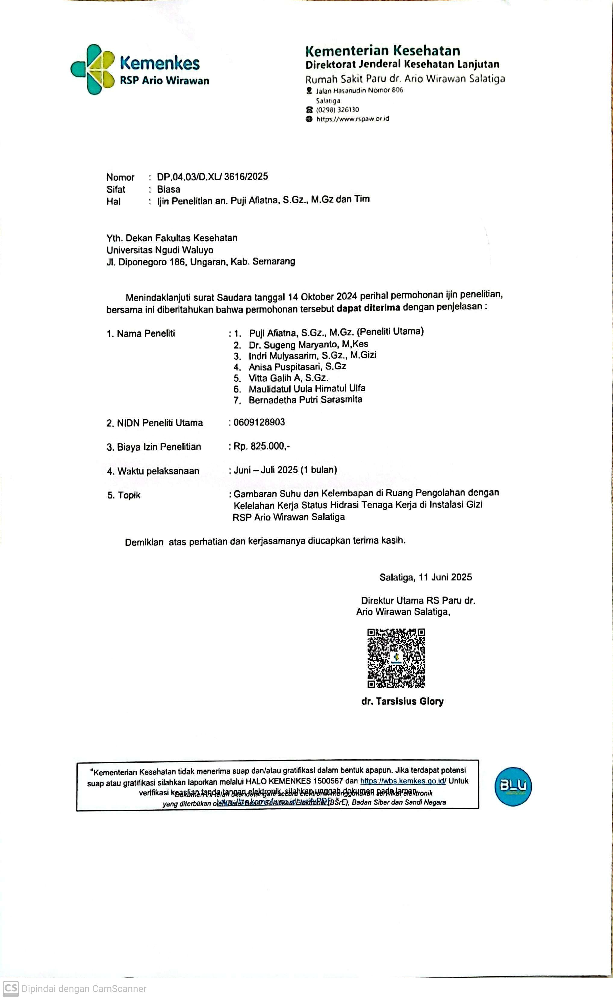 Kemenkes
RSP Ario Wirawan
Kementerian Kesehatan
Direktorat Jenderal Kesehatan Lanjutan
Rumah Sakit Paru dr. Ario Wirawan Salatiga
Jalan Hasanudin Nomor 806
Salatiga
(0298) 326130
https://www.rspaw.or.id
Nomor : DP.04.03/D.XL/ 3616/2025
Sifat : Biasa
Hal : Ijin Penelitian an. Puji Afiatna, S.Gz., M.Gz dan Tim
Yth. Dekan Fakultas Kesehatan
Universitas Ngudi Waluyo
Jl. Diponegoro 186, Ungaran, Kab. Semarang
Menindaklanjuti surat Saudara tanggal 14 Oktober 2024 perihal permohonan ijin penelitian,
bersama ini diberitahukan bahwa permohonan tersebut dapat diterima dengan penjelasan :
1. Nama Peneliti : 1. Puji Afiatna, S.Gz., M.Gz. (Peneliti Utama)
2. Dr. Sugeng Maryanto, M,Kes
3. Indri Mulyasarim, S.Gz., M.Gizi
4. Anisa Puspitasari, S.Gz
5. Vitta Galih A, S.Gz.
6. Maulidatul Uula Himatul Ulfa
7. Bernadetha Putri Sarasmita
2. NIDN Peneliti Utama : 0609128903
3. Biaya Izin Penelitian : Rp. 825.000,-
4. Waktu pelaksanaan : Juni – Juli 2025 (1 bulan)
5. Topik : Gambaran Suhu dan Kelembapan di Ruang Pengolahan dengan
Kelelahan Kerja Status Hidrasi Tenaga Kerja di Instalasi Gizi
RSP Ario Wirawan Salatiga
Demikian atas perhatian dan kerjasamanya diucapkan terima kasih.
Salatiga, 11 Juni 2025
Direktur Utama RS Paru dr.
Ario Wirawan Salatiga,
dr. Tarsisius Glory
“Kementerian Kesehatan tidak menerima suap dan/atau gratifikasi dalam bentuk apapun. Jika terdapat potensi
suap atau gratifikasi silahkan laporkan melalui HALO KEMENKES 1500567 dan https://wbs.kemkes.go.id/ Untuk
verifikasi keaslian tanda tangan elektronik, silahkan unggah dokumen pada laman
yang diterbitkan oleh Balai Besar Sertifikasi Elektronik (BSrE), Badan Siber dan Sandi Negara
BLU
CS Dipindai dengan CamScanner